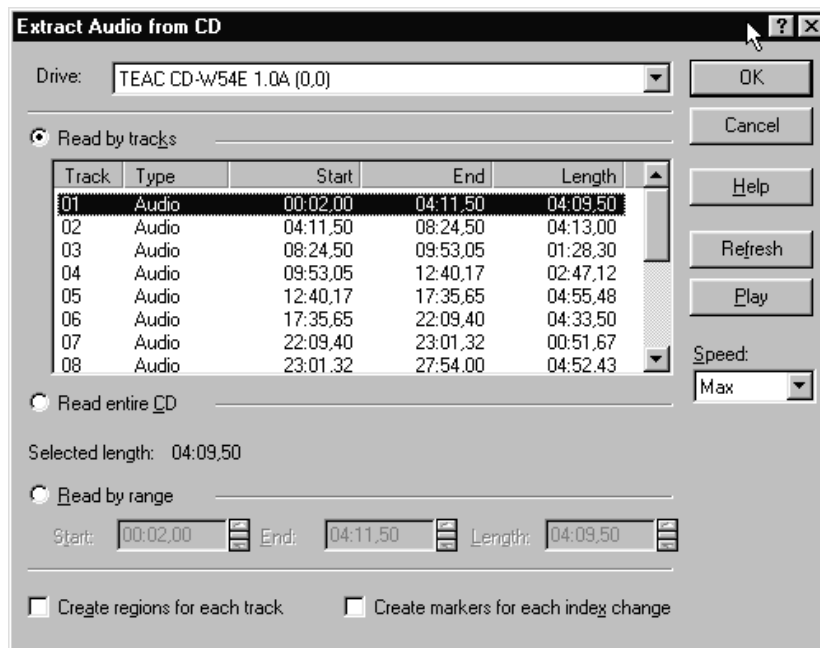 Extract Audio from CD
Drive: TEAC CD-W54E 1.0A (0,0)
OK
Cancel
Help
Refresh
Play
Speed:
Max
Read by tracks
Track Type Start End Length
01 Audio 00:02,00 04:11,50 04:09,50
02 Audio 04:11,50 08:24,50 04:13,00
03 Audio 08:24,50 09:53,05 01:28,30
04 Audio 09:53,05 12:40,17 02:47,12
05 Audio 12:40,17 17:35,65 04:55,48
06 Audio 17:35,65 22:09,40 04:33,50
07 Audio 22:09,40 23:01,32 00:51,67
08 Audio 23:01,32 27:54,00 04:52,43
Read entire CD
Selected length: 04:09,50
Read by range
Start: 00:02,00 End: 04:11,50 Length: 04:09,50
Create regions for each track Create markers for each index change